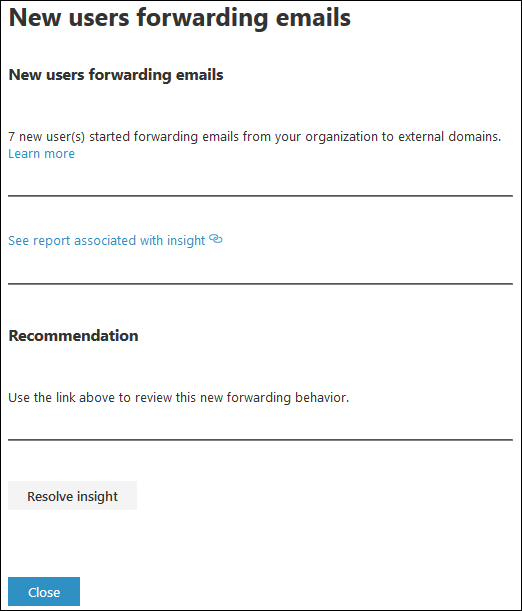 New users forwarding emails
New users forwarding emails
7 new user(s) started forwarding emails from your organization to external domains.
Learn more
See report associated with insight
Recommendation
Use the link above to review this new forwarding behavior.
Resolve insight
Close